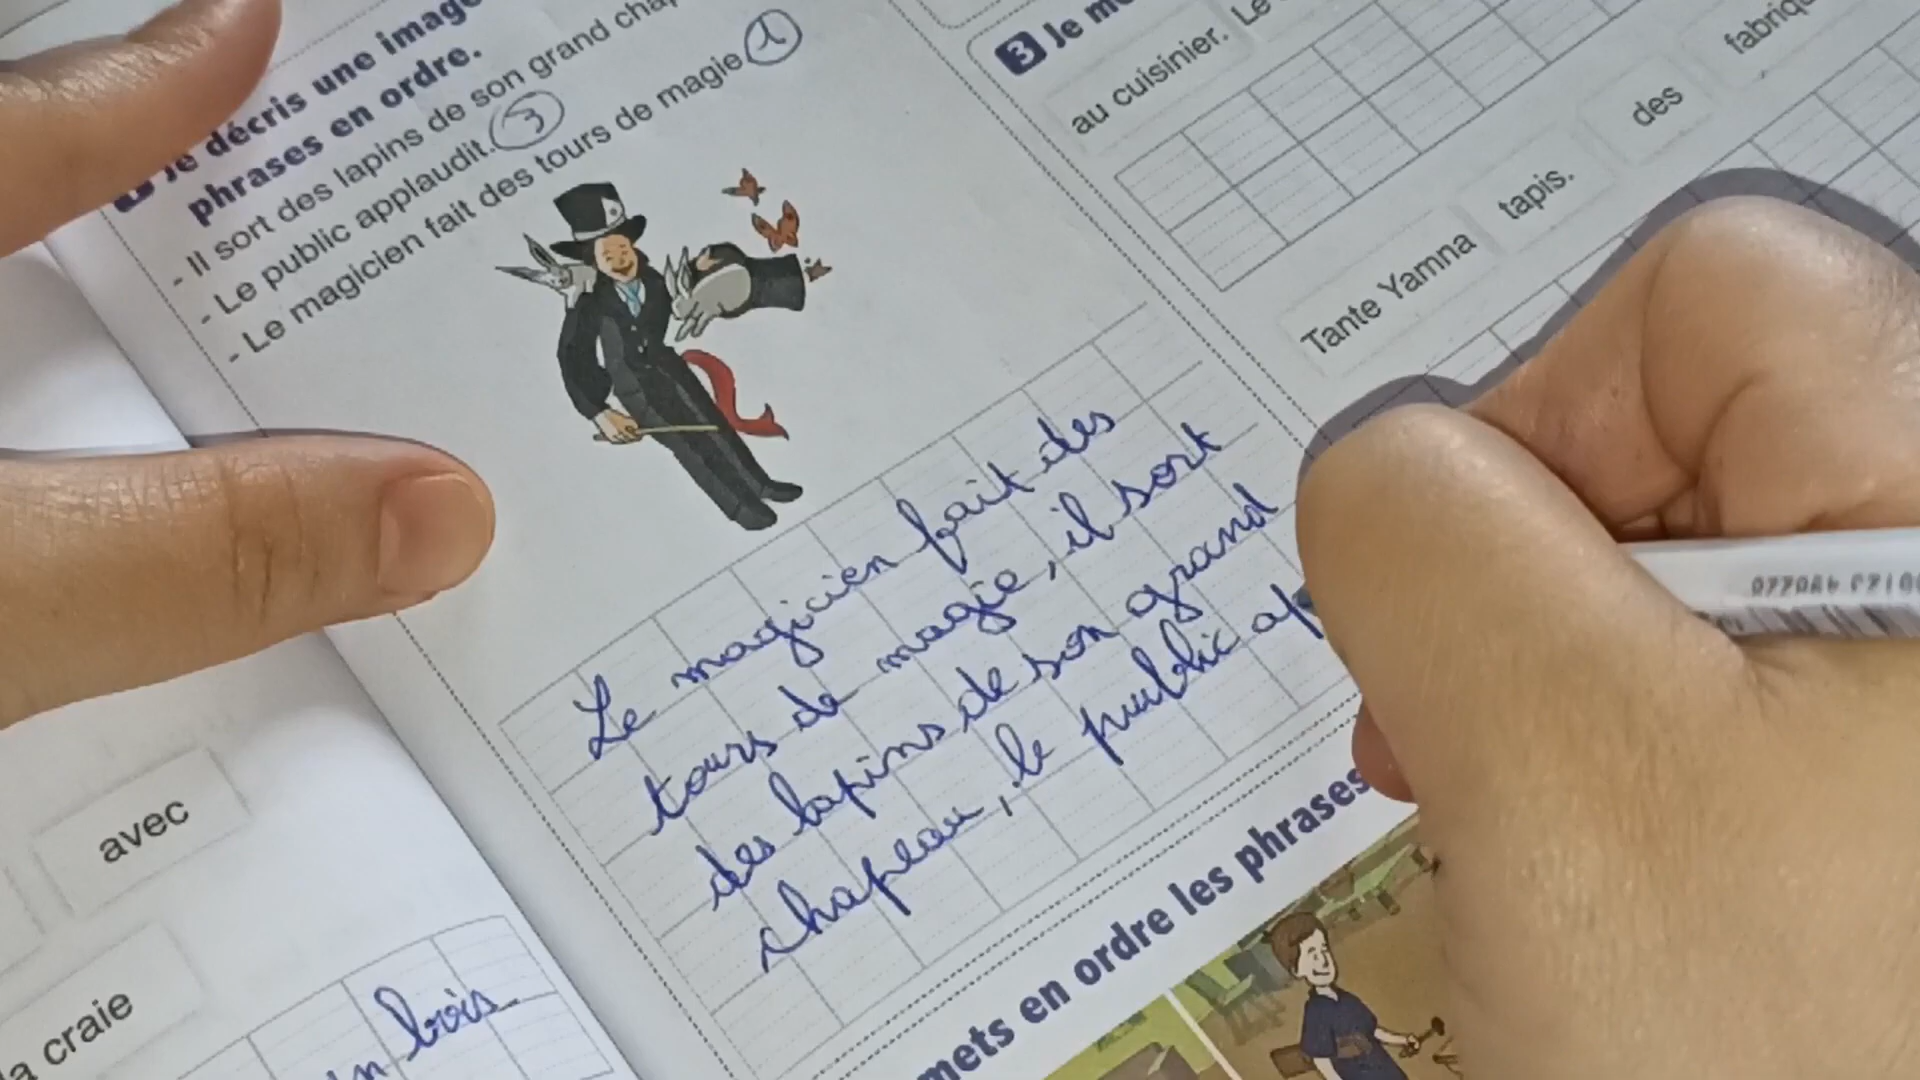 Je décris une image
phrases en ordre.
- Il sort des lapins de son grand
- Le public applaudit. 3
- Le magicien fait des tours de magie 1
Le magicien fait des
tours de magie, il sort
des lapins de son grand
chapeau, le public ap
mets en ordre les phrases
3 Je
au cuisinier. Le
des
tapis.
Tante Yamna
avec
la craie
bois.